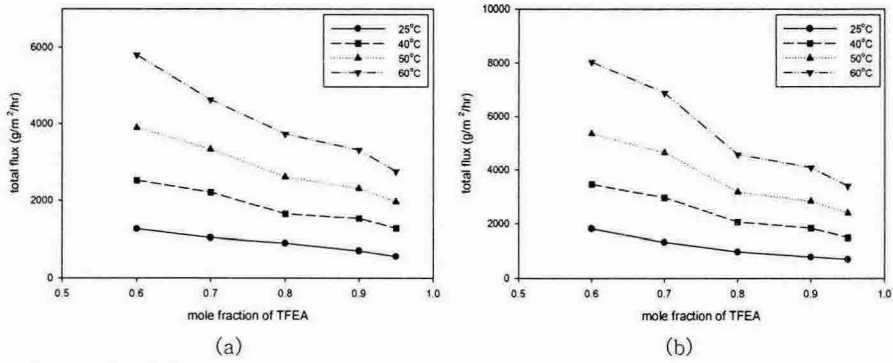 6000
4000
2000
0
total flux (g/m²/hr)
25°C
40°C
50°C
60°C
0.5 0.6 0.7 0.8 0.9 1.0
mole fraction of TFEA
(a)
10000
8000
6000
4000
2000
0
total flux (g/m²/hr)
25°C
40°C
50°C
60°C
0.5 0.6 0.7 0.8 0.9 1.0
mole fraction of TFEA
(b)